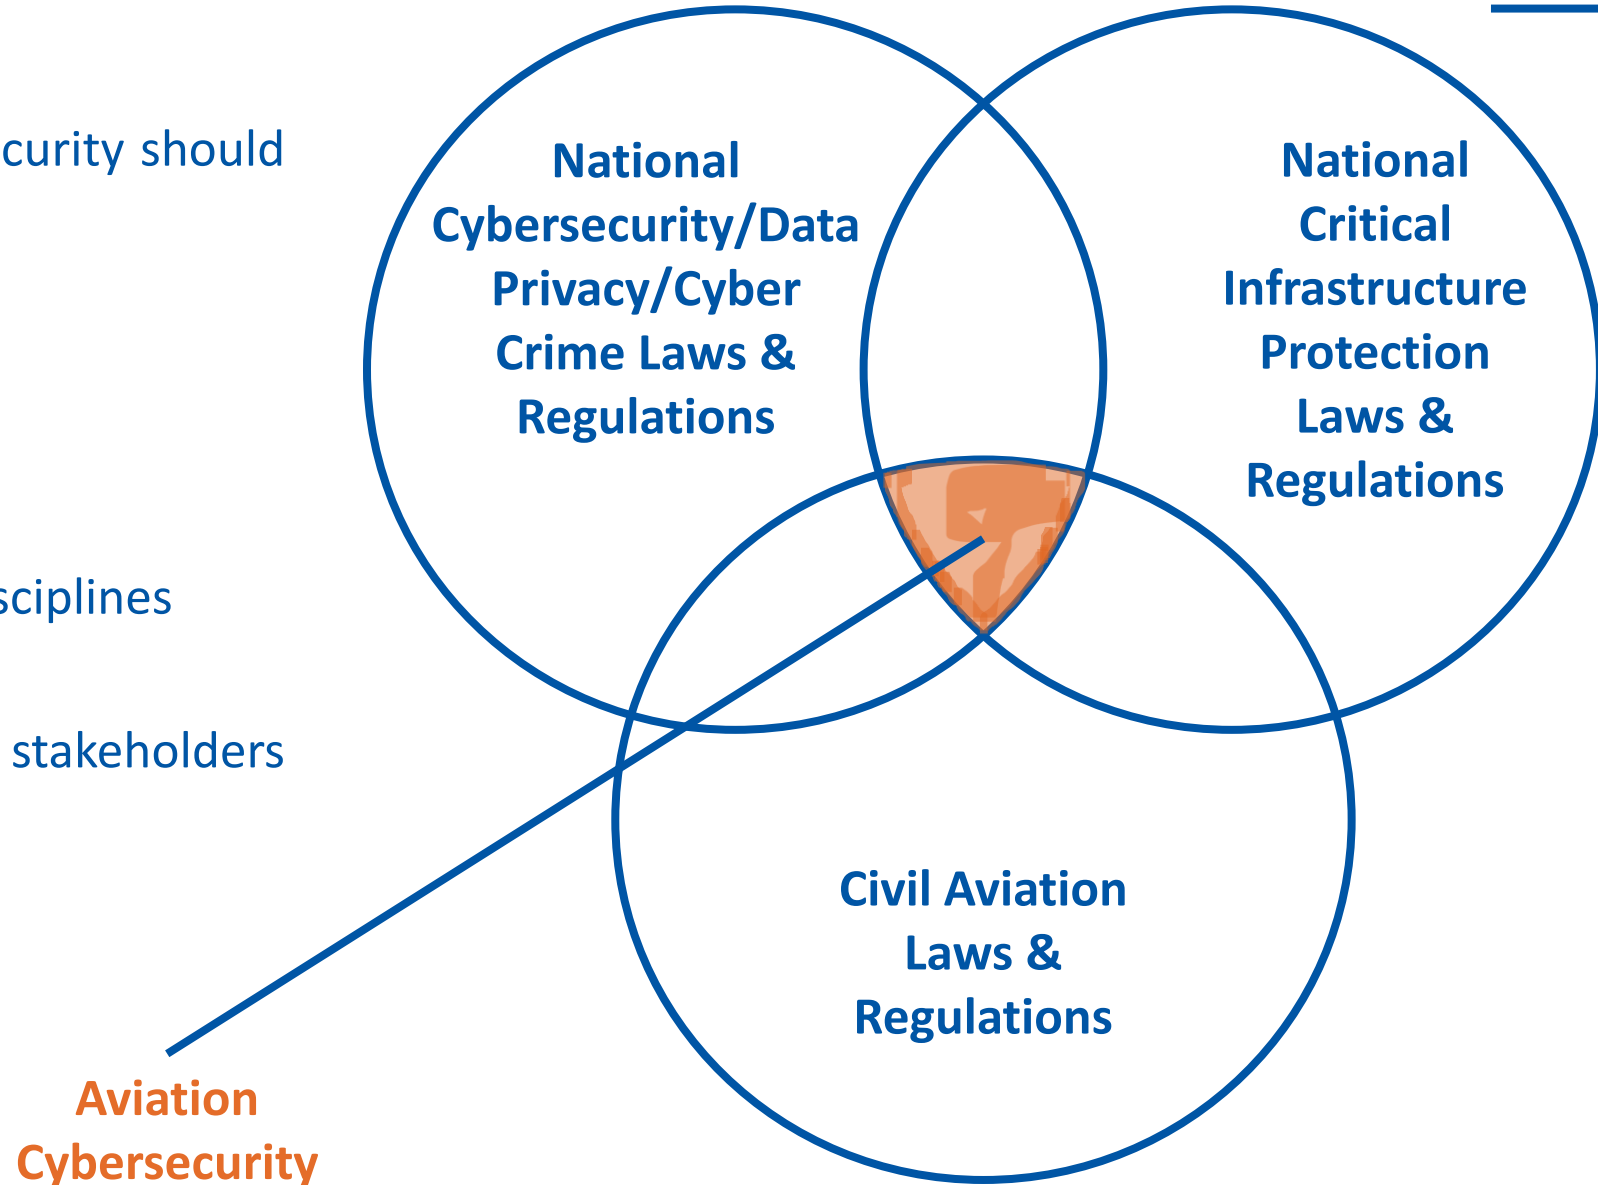 curity should
sciplines
stakeholders
National
Cybersecurity/Data
Privacy/Cyber
Crime Laws &
Regulations
National
Critical
Infrastructure
Protection
Laws &
Regulations
Civil Aviation
Laws &
Regulations
Aviation
Cybersecurity